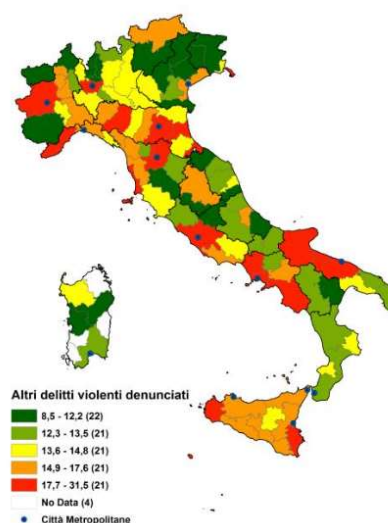 Altri delitti violenti denunciati
8,5 - 12,2 (22)
12,3 - 13,5 (21)
13,6 - 14,8 (21)
14,9 - 17,6 (21)
17,7 - 31,5 (21)
No Data (4)
Città Metropolitane